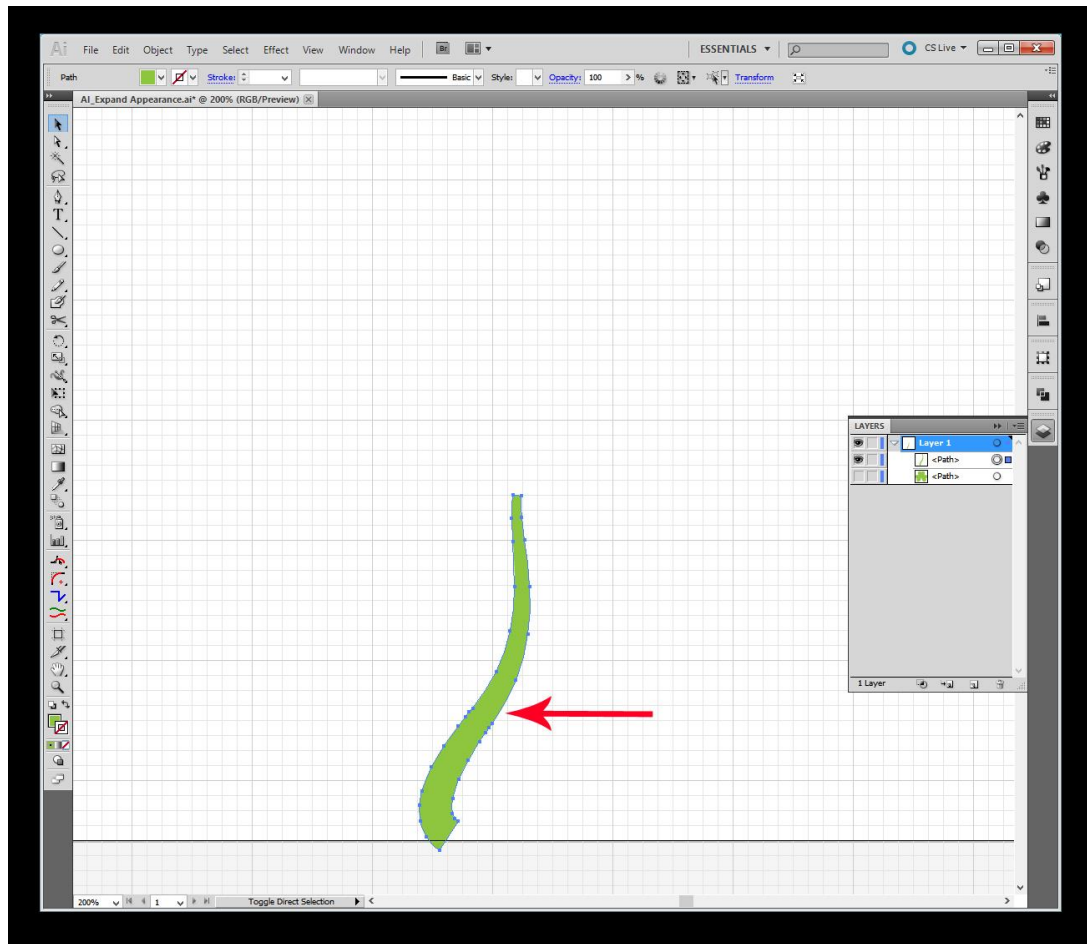 Ai File Edit Object Type Select Effect View Window Help Br ESSENTIALS CS Live
Path Stroke: Basic Style: Opacity: 100 % Transform
AI_Expand Appearance.ai* @ 200% (RGB/Preview)
T
LAYERS
Layer 1
<Path>
<Path>
1 Layer
200% 1 Toggle Direct Selection